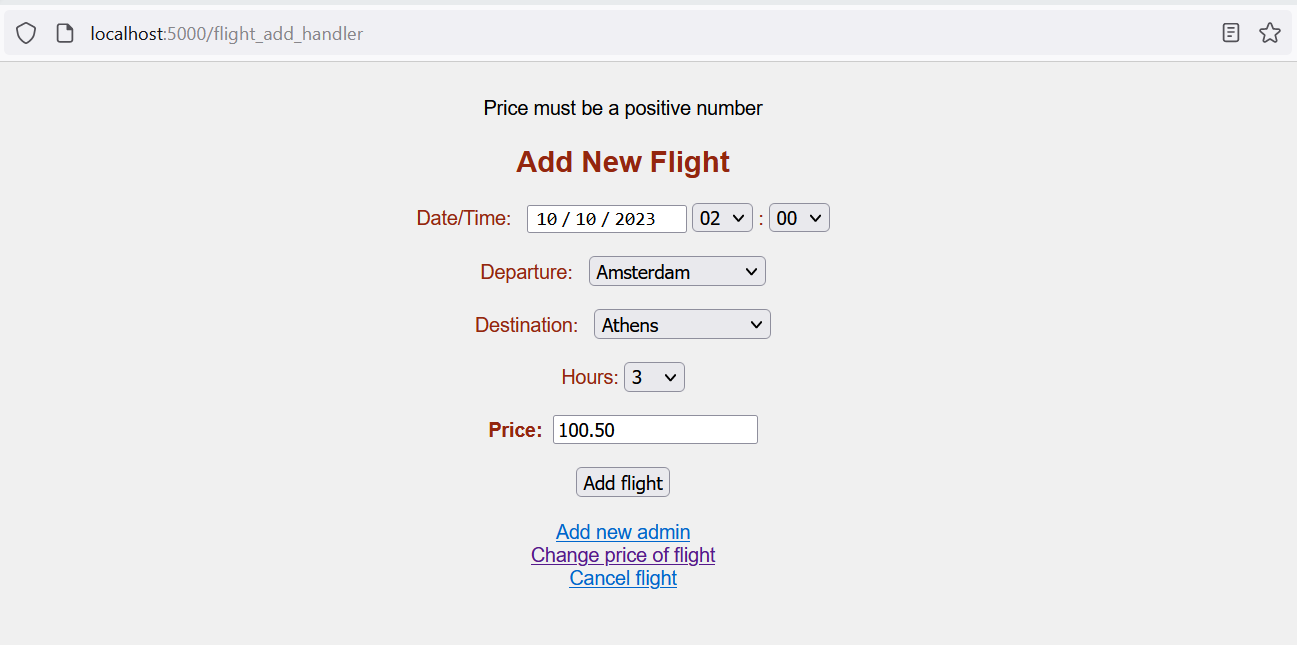 localhost:5000/flight_add_handler
Price must be a positive number
Add New Flight
Date/Time: 10 / 10 / 2023 02 : 00
Departure: Amsterdam
Destination: Athens
Hours: 3
Price: 100.50
Add flight
Add new admin
Change price of flight
Cancel flight